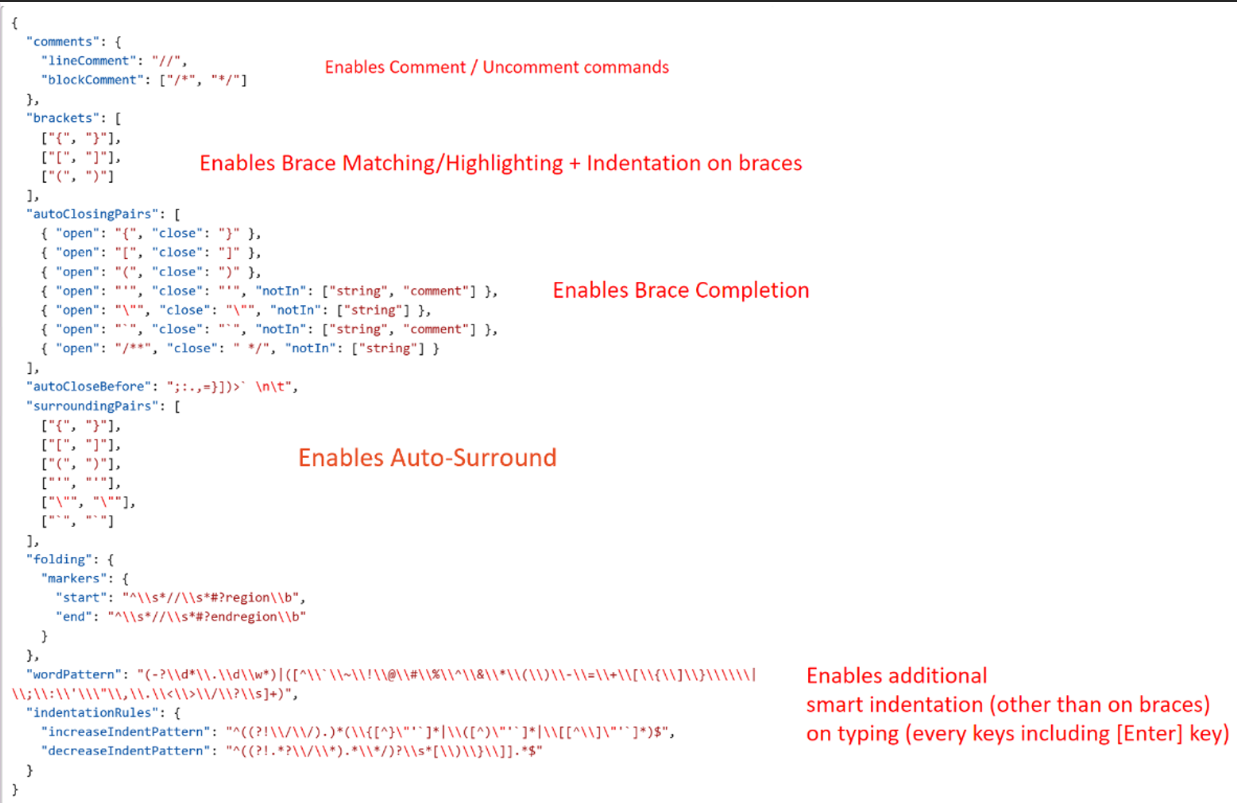 {
  "comments": {
    "lineComment": "//",
    "blockComment": ["/*", "*/"]
Enables Comment / Uncomment commands
  },
  "brackets": [
    ["{", "}"],
    ["[", "]"],
    ["(", ")"]
Enables Brace Matching/Highlighting + Indentation on braces
  ],
  "autoClosingPairs": [
    { "open": "{", "close": "}" },
    { "open": "[", "close": "]" },
    { "open": "(", "close": ")" },
    { "open": "'", "close": "'", "notIn": ["string", "comment"] },
    { "open": "\"", "close": "\"", "notIn": ["string"] },
    { "open": "`", "close": "`", "notIn": ["string", "comment"] },
    { "open": "/**", "close": " */", "notIn": ["string"] }
Enables Brace Completion
  ],
  "autoCloseBefore": ";:.,=}])>` \n\t",
  "surroundingPairs": [
    ["{", "}"],
    ["[", "]"],
    ["(", ")"],
    ["'", "'"],
    ["\"", "\""],
    ["`", "`"]
Enables Auto-Surround
  ],
  "folding": {
    "markers": {
      "start": "^\\s*//\\s*#?region\\b",
      "end": "^\\s*//\\s*#?endregion\\b"
    }
  },
  "wordPattern": "(-?\\d*\\.\\d\\w*)|([^\\`\\~\\!\\@\\#\\%\\^\\&\\*\\(\\)\\-\\=\\+\\[\\{\\]\\}\\\\\\|
\\;\\:\\'\\\"\\,\\.\\<\\>\\/\\?\\s]+)",
  "indentationRules": {
    "increaseIndentPattern": "^((?!\\/\\/).)*(\\{[^}\"'`]*|\\([^)\"'`]*|\\[[^\\]\"'`]*)$",
    "decreaseIndentPattern": "^((?!.*?\\/\\*).*\\*/)?\\s*[\\)\\}\\]].*$"
  }
}
Enables additional
smart indentation (other than on braces)
on typing (every keys including [Enter] key)